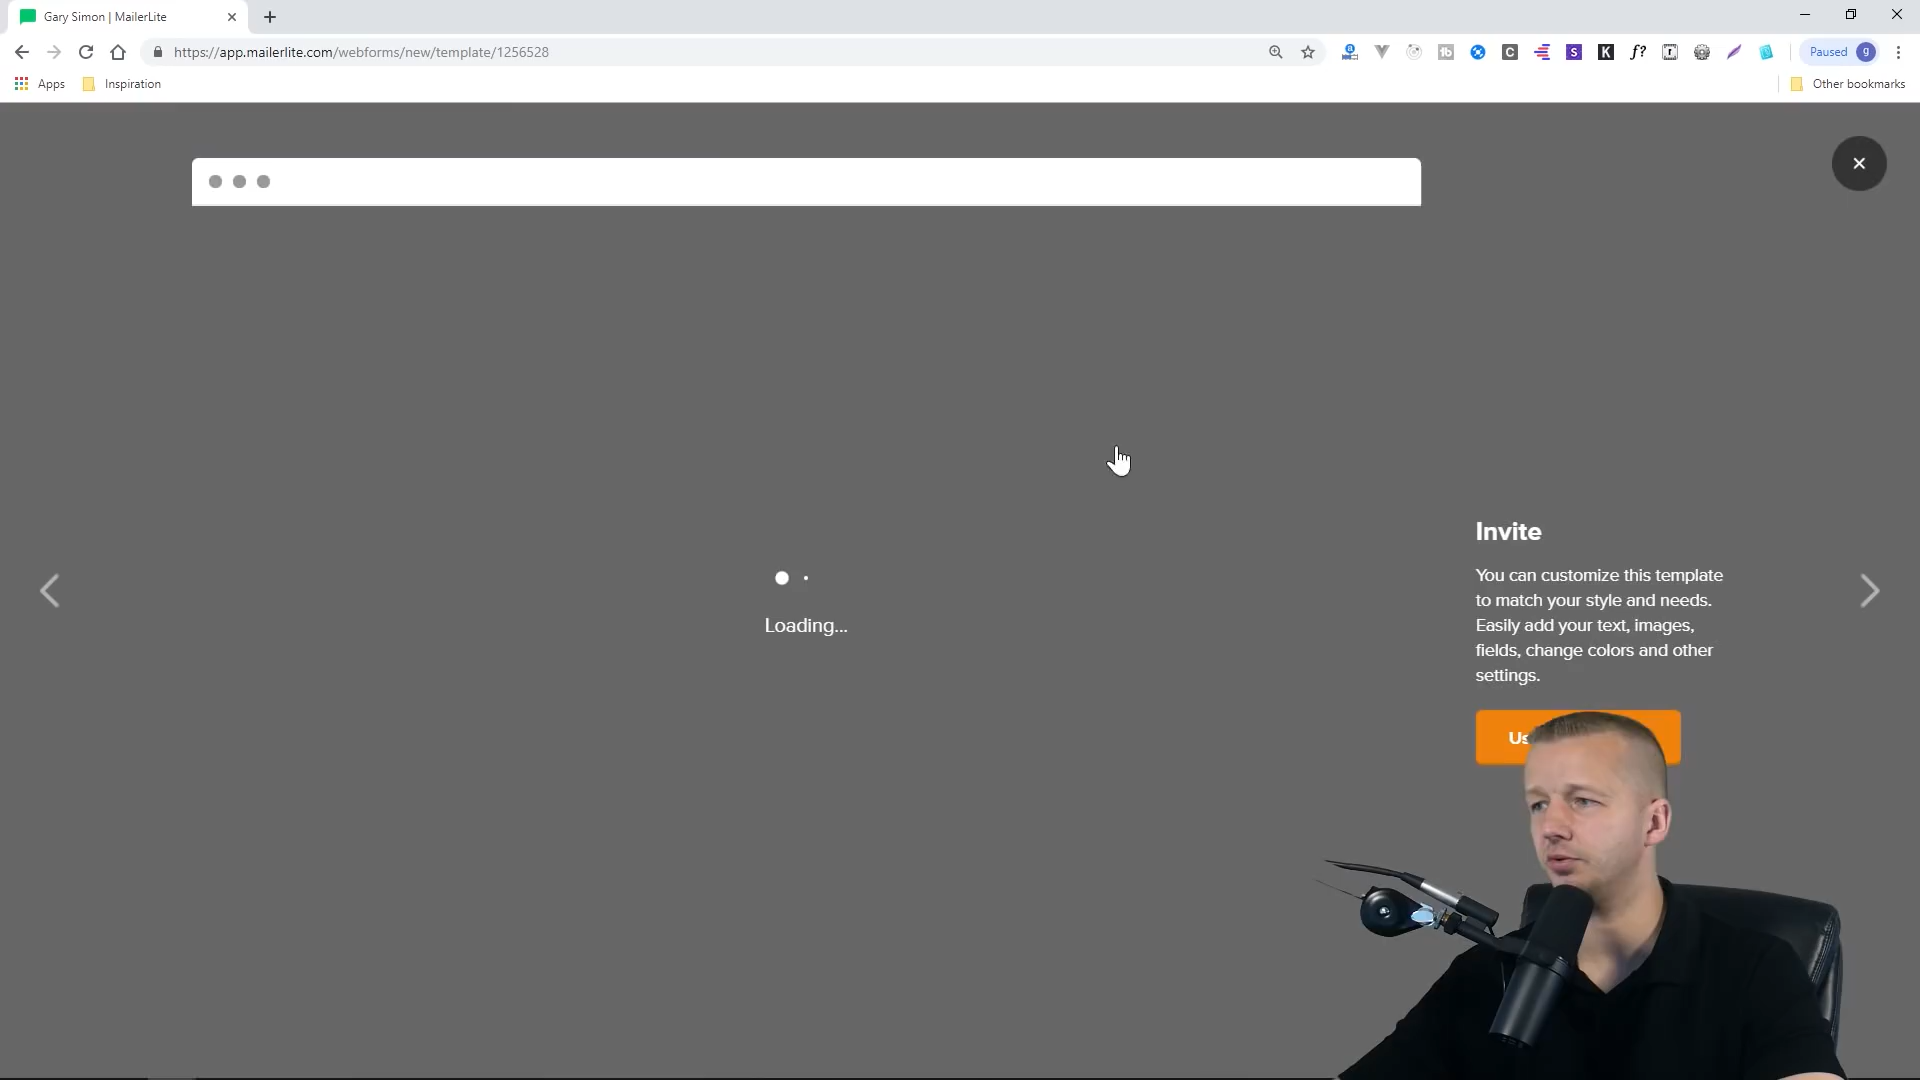 Gary Simon | MailerLite
https://app.mailerlite.com/webforms/new/template/1256528
Paused g
Apps
Inspiration
Other bookmarks
Invite
You can customize this template
to match your style and needs.
Easily add your text, images,
fields, change colors and other
settings.
Loading...